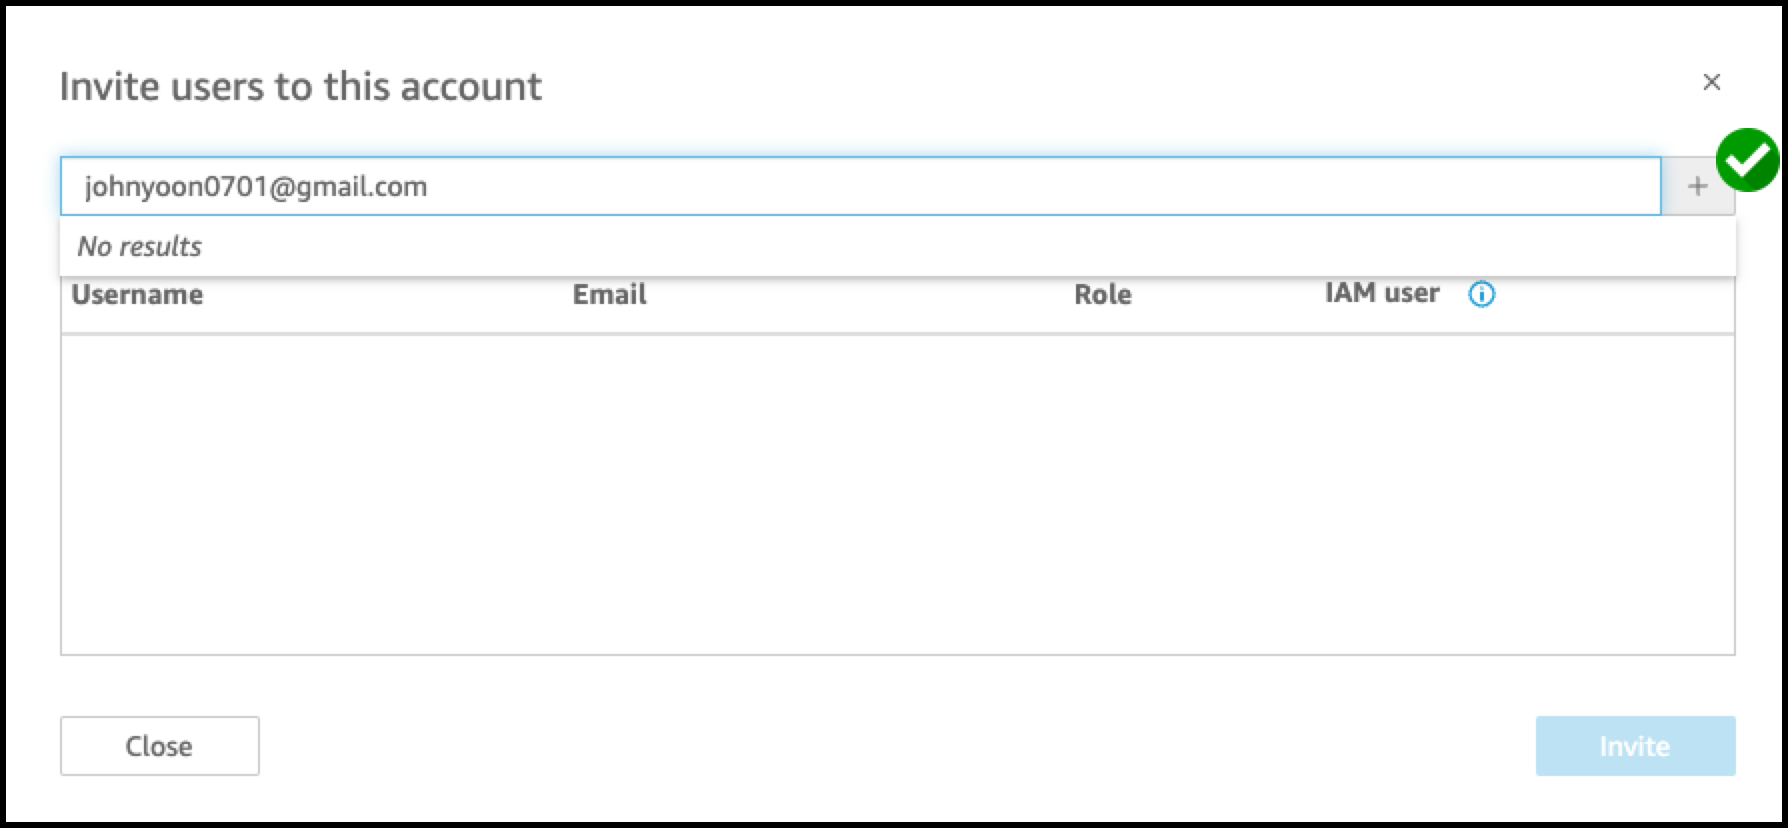 Invite users to this account
×
johnyoon0701@gmail.com
+
No results
Username Email Role IAM user
Close Invite